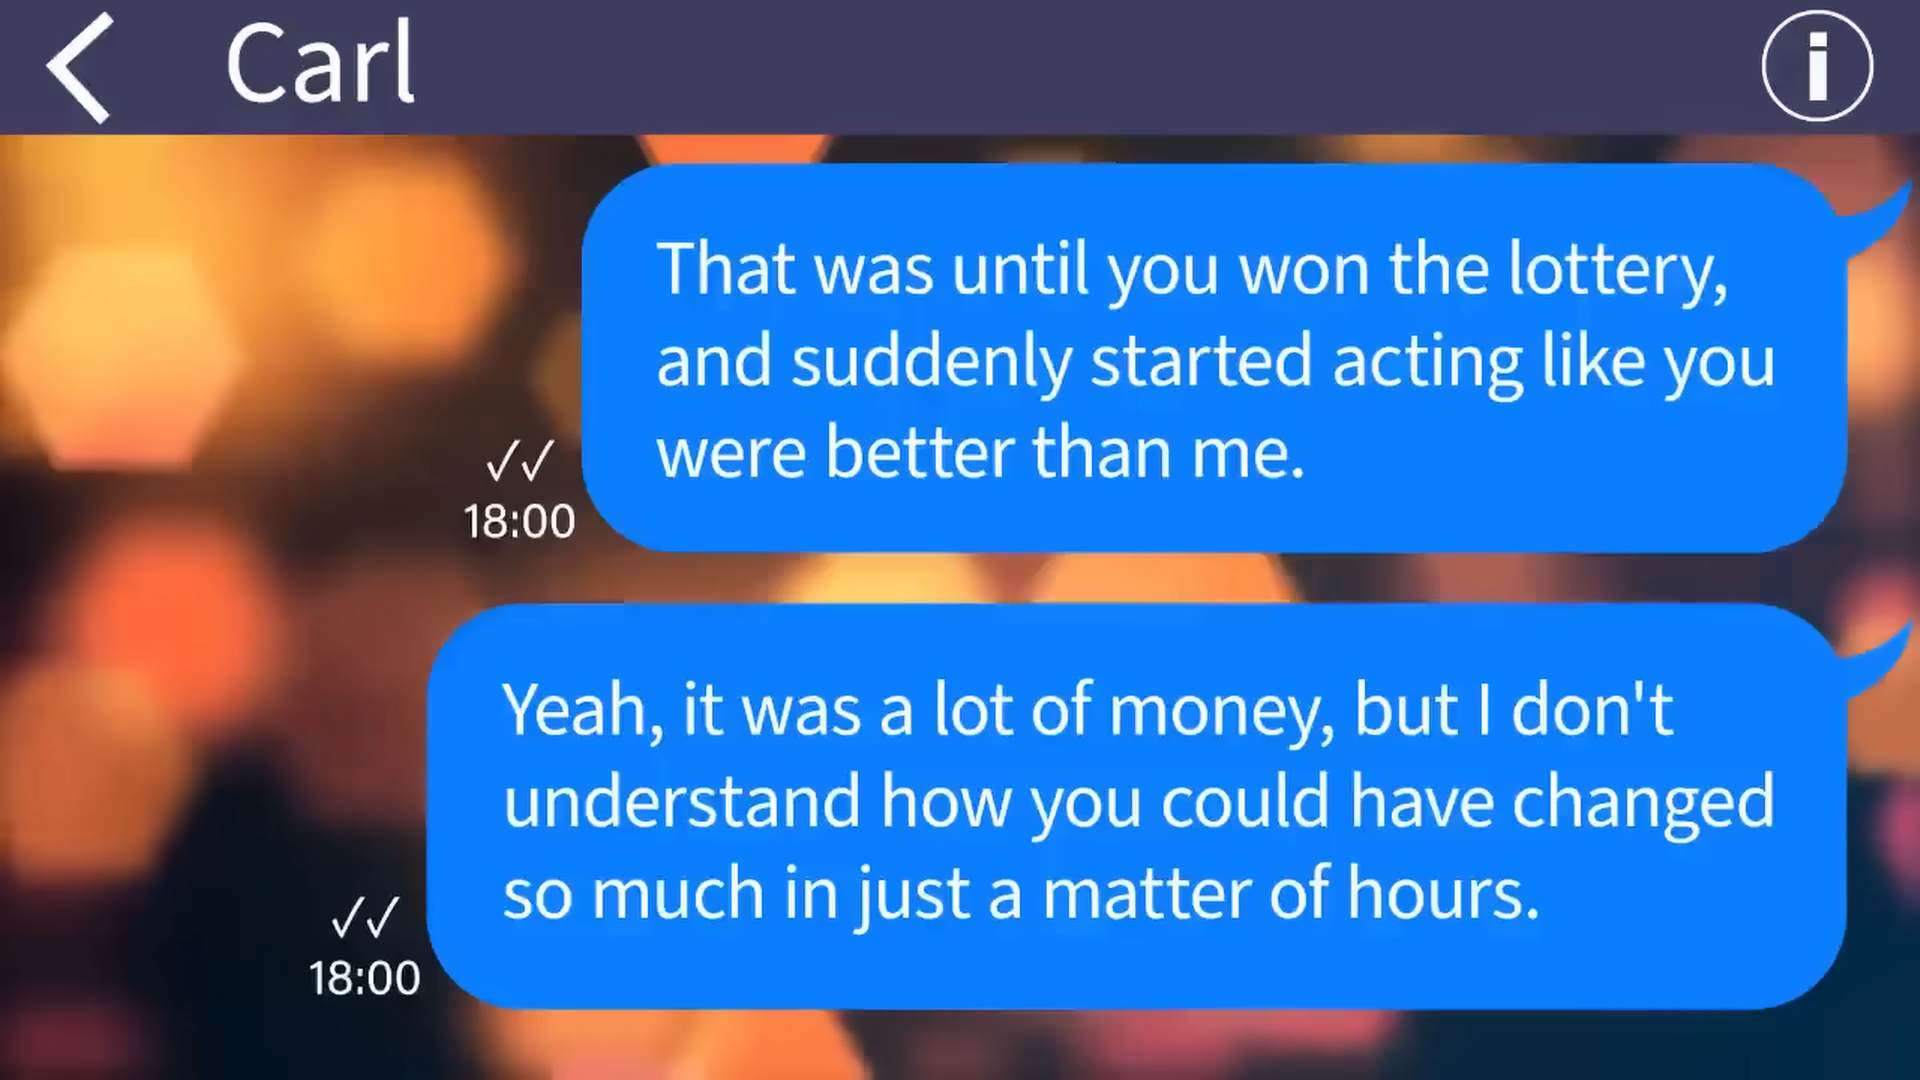 Carl
That was until you won the lottery,
and suddenly started acting like you
were better than me.
18:00
Yeah, it was a lot of money, but I don't
understand how you could have changed
so much in just a matter of hours.
18:00